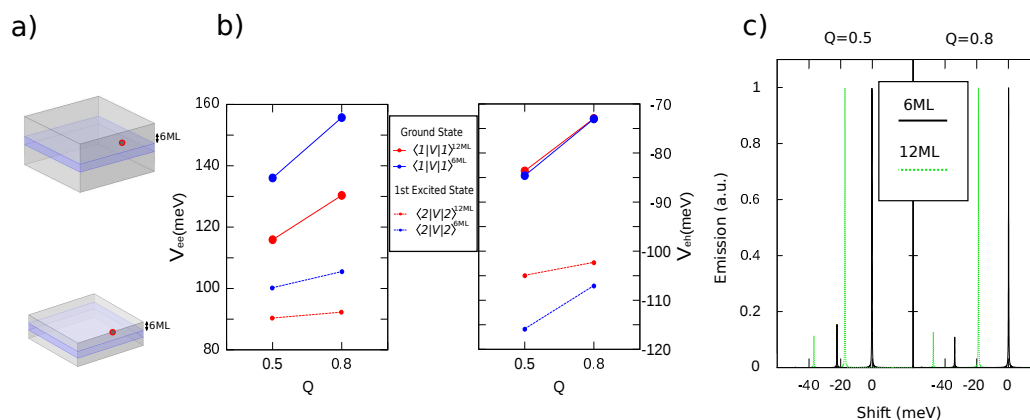 a)
6ML
6ML
b)
V_ee(meV)
160
140
120
100
80
0.5
0.8
Q
Ground State
⟨1|V|1⟩^12ML
⟨1|V|1⟩^6ML
1st Excited State
⟨2|V|2⟩^12ML
⟨2|V|2⟩^6ML
-70
-80
-90
-100
-110
-120
V_eh(meV)
0.5
0.8
Q
c)
Q=0.5
Q=0.8
Emission (a.u.)
1
0.8
0.6
0.4
0.2
0
6ML
12ML
-40
-20
0
-40
-20
0
Shift (meV)